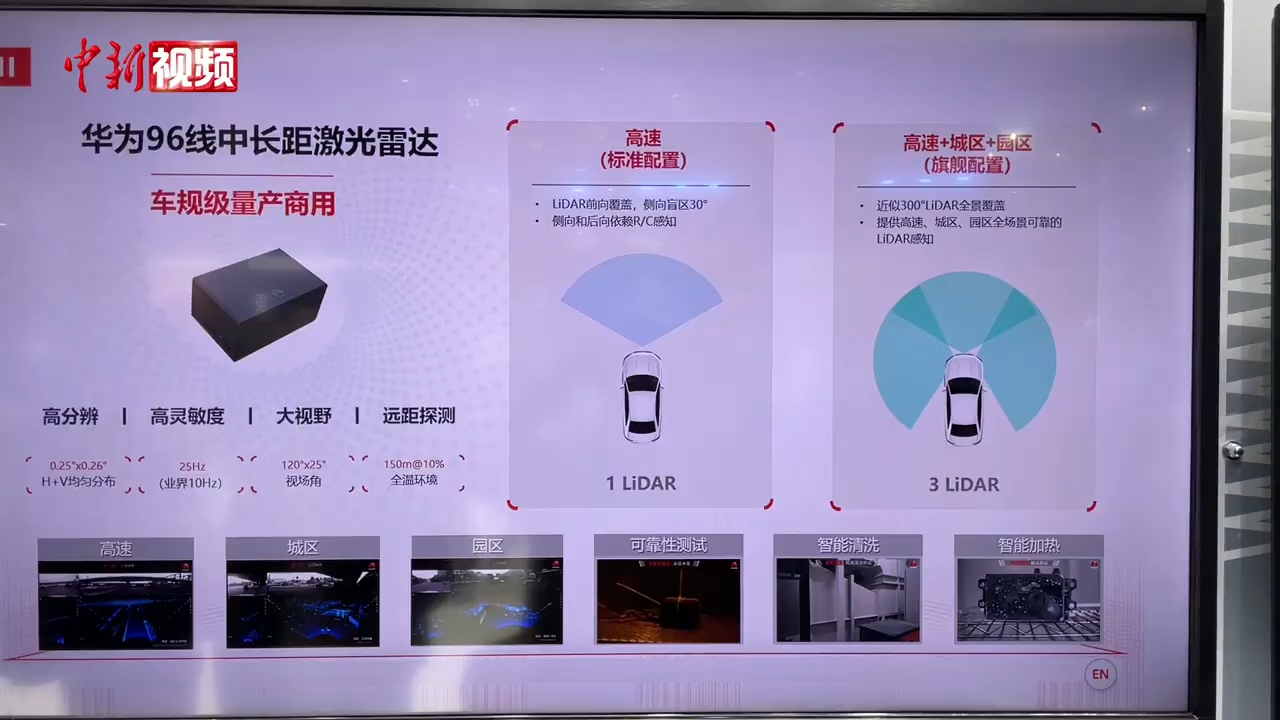 中新视频
华为96线中长距激光雷达
车规级量产商用
高分辨 | 高灵敏度 | 大视野 | 远距探测
0.25°x0.26°
H+V均匀分布
25Hz
(业界10Hz)
120°x25°
视场角
150m@10%
全温环境
高速
(标准配置)
• LiDAR前向覆盖，侧向盲区30°
• 侧向和后向依赖R/C感知
1 LiDAR
高速+城区+园区
(旗舰配置)
• 近似300°LiDAR全景覆盖
• 提供高速、城区、园区全场景可靠的
LiDAR感知
3 LiDAR
高速
城区
园区
可靠性测试
智能清洗
智能加热
EN